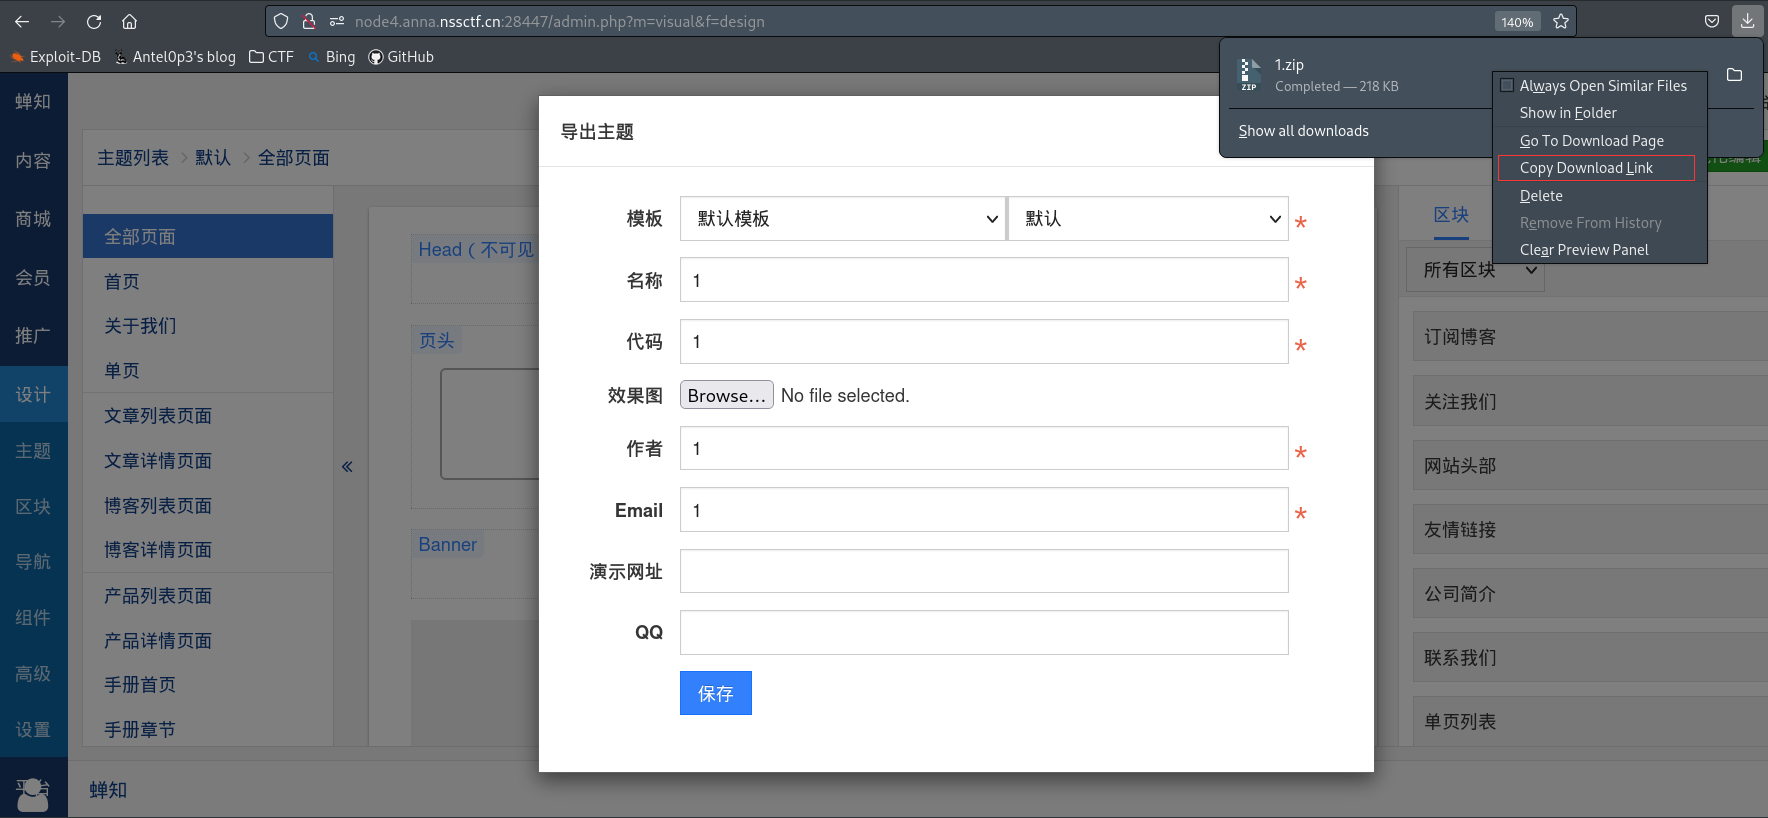 node4.anna.nssctf.cn:28447/admin.php?m=visual&f=design
140%
Exploit-DB
Antel0p3's blog
CTF
Bing
GitHub
1.zip
Completed — 218 KB
Show all downloads
ZIP
Always Open Similar Files
Show in Folder
Go To Download Page
Copy Download Link
Delete
Remove From History
Clear Preview Panel
蝉知
内容
商城
会员
推广
设计
主题
区块
导航
组件
高级
设置
主题列表
默认
全部页面
全部页面
首页
关于我们
单页
文章列表页面
文章详情页面
博客列表页面
博客详情页面
产品列表页面
产品详情页面
手册首页
手册章节
«
Head（不可见
页头
Banner
导出主题
模板
默认模板
默认
*
名称
1
*
代码
1
*
效果图
Browse...
No file selected.
作者
1
*
Email
1
*
演示网址
QQ
保存
区块
所有区块
订阅博客
关注我们
网站头部
友情链接
公司简介
联系我们
单页列表
蝉知